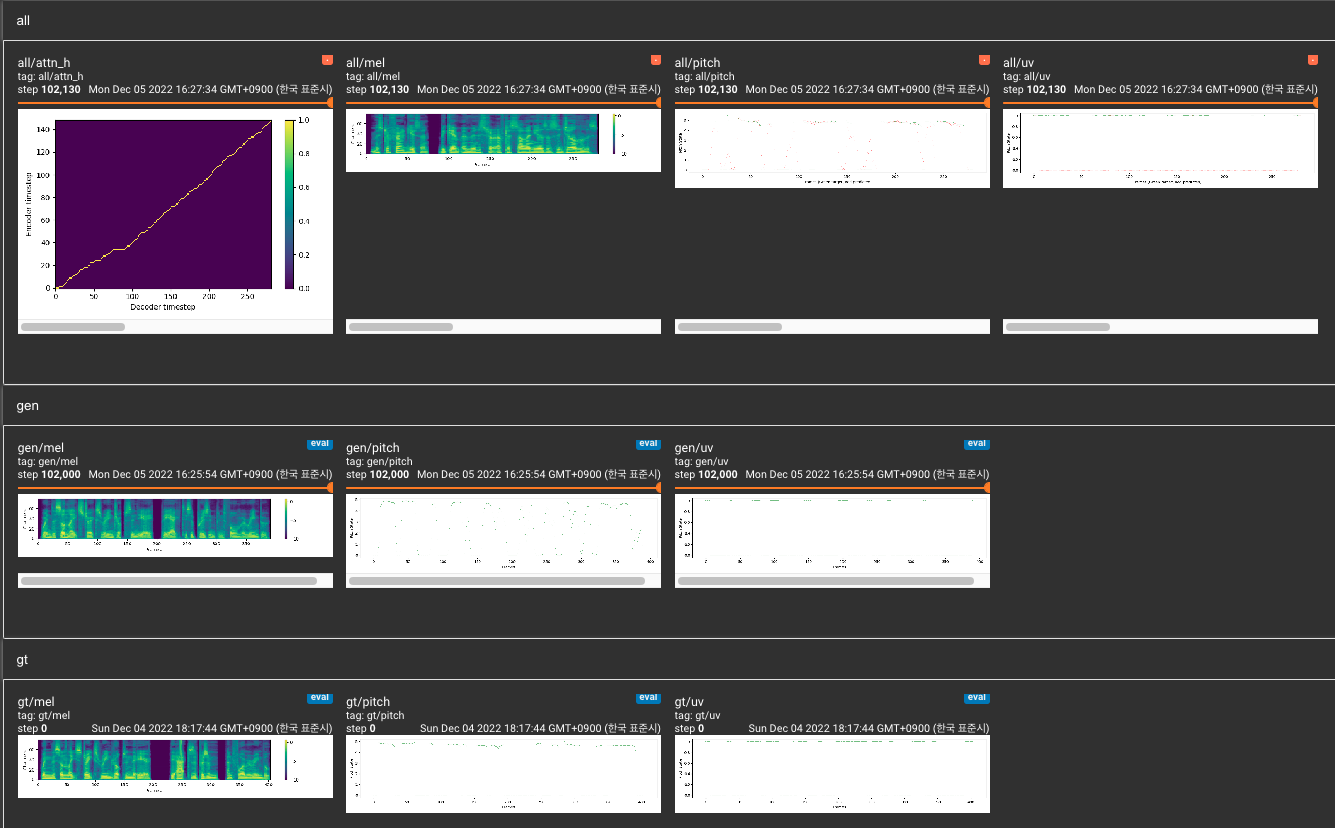 all
all/attn_h
tag: all/attn_h
step 102,130 Mon Dec 05 2022 16:27:34 GMT+0900 (한국 표준시)
140
120
100
80
60
40
20
0
Encoder timestep
0 50 100 150 200 250
Decoder timestep
1.0
0.8
0.6
0.4
0.2
0.0
all/mel
tag: all/mel
step 102,130 Mon Dec 05 2022 16:27:34 GMT+0900 (한국 표준시)
all/pitch
tag: all/pitch
step 102,130 Mon Dec 05 2022 16:27:34 GMT+0900 (한국 표준시)
all/uv
tag: all/uv
step 102,130 Mon Dec 05 2022 16:27:34 GMT+0900 (한국 표준시)
gen
gen/mel
eval
tag: gen/mel
step 102,000 Mon Dec 05 2022 16:25:54 GMT+0900 (한국 표준시)
gen/pitch
eval
tag: gen/pitch
step 102,000 Mon Dec 05 2022 16:25:54 GMT+0900 (한국 표준시)
gen/uv
eval
tag: gen/uv
step 102,000 Mon Dec 05 2022 16:25:54 GMT+0900 (한국 표준시)
gt
gt/mel
eval
tag: gt/mel
step 0 Sun Dec 04 2022 18:17:44 GMT+0900 (한국 표준시)
gt/pitch
eval
tag: gt/pitch
step 0 Sun Dec 04 2022 18:17:44 GMT+0900 (한국 표준시)
gt/uv
eval
tag: gt/uv
step 0 Sun Dec 04 2022 18:17:44 GMT+0900 (한국 표준시)